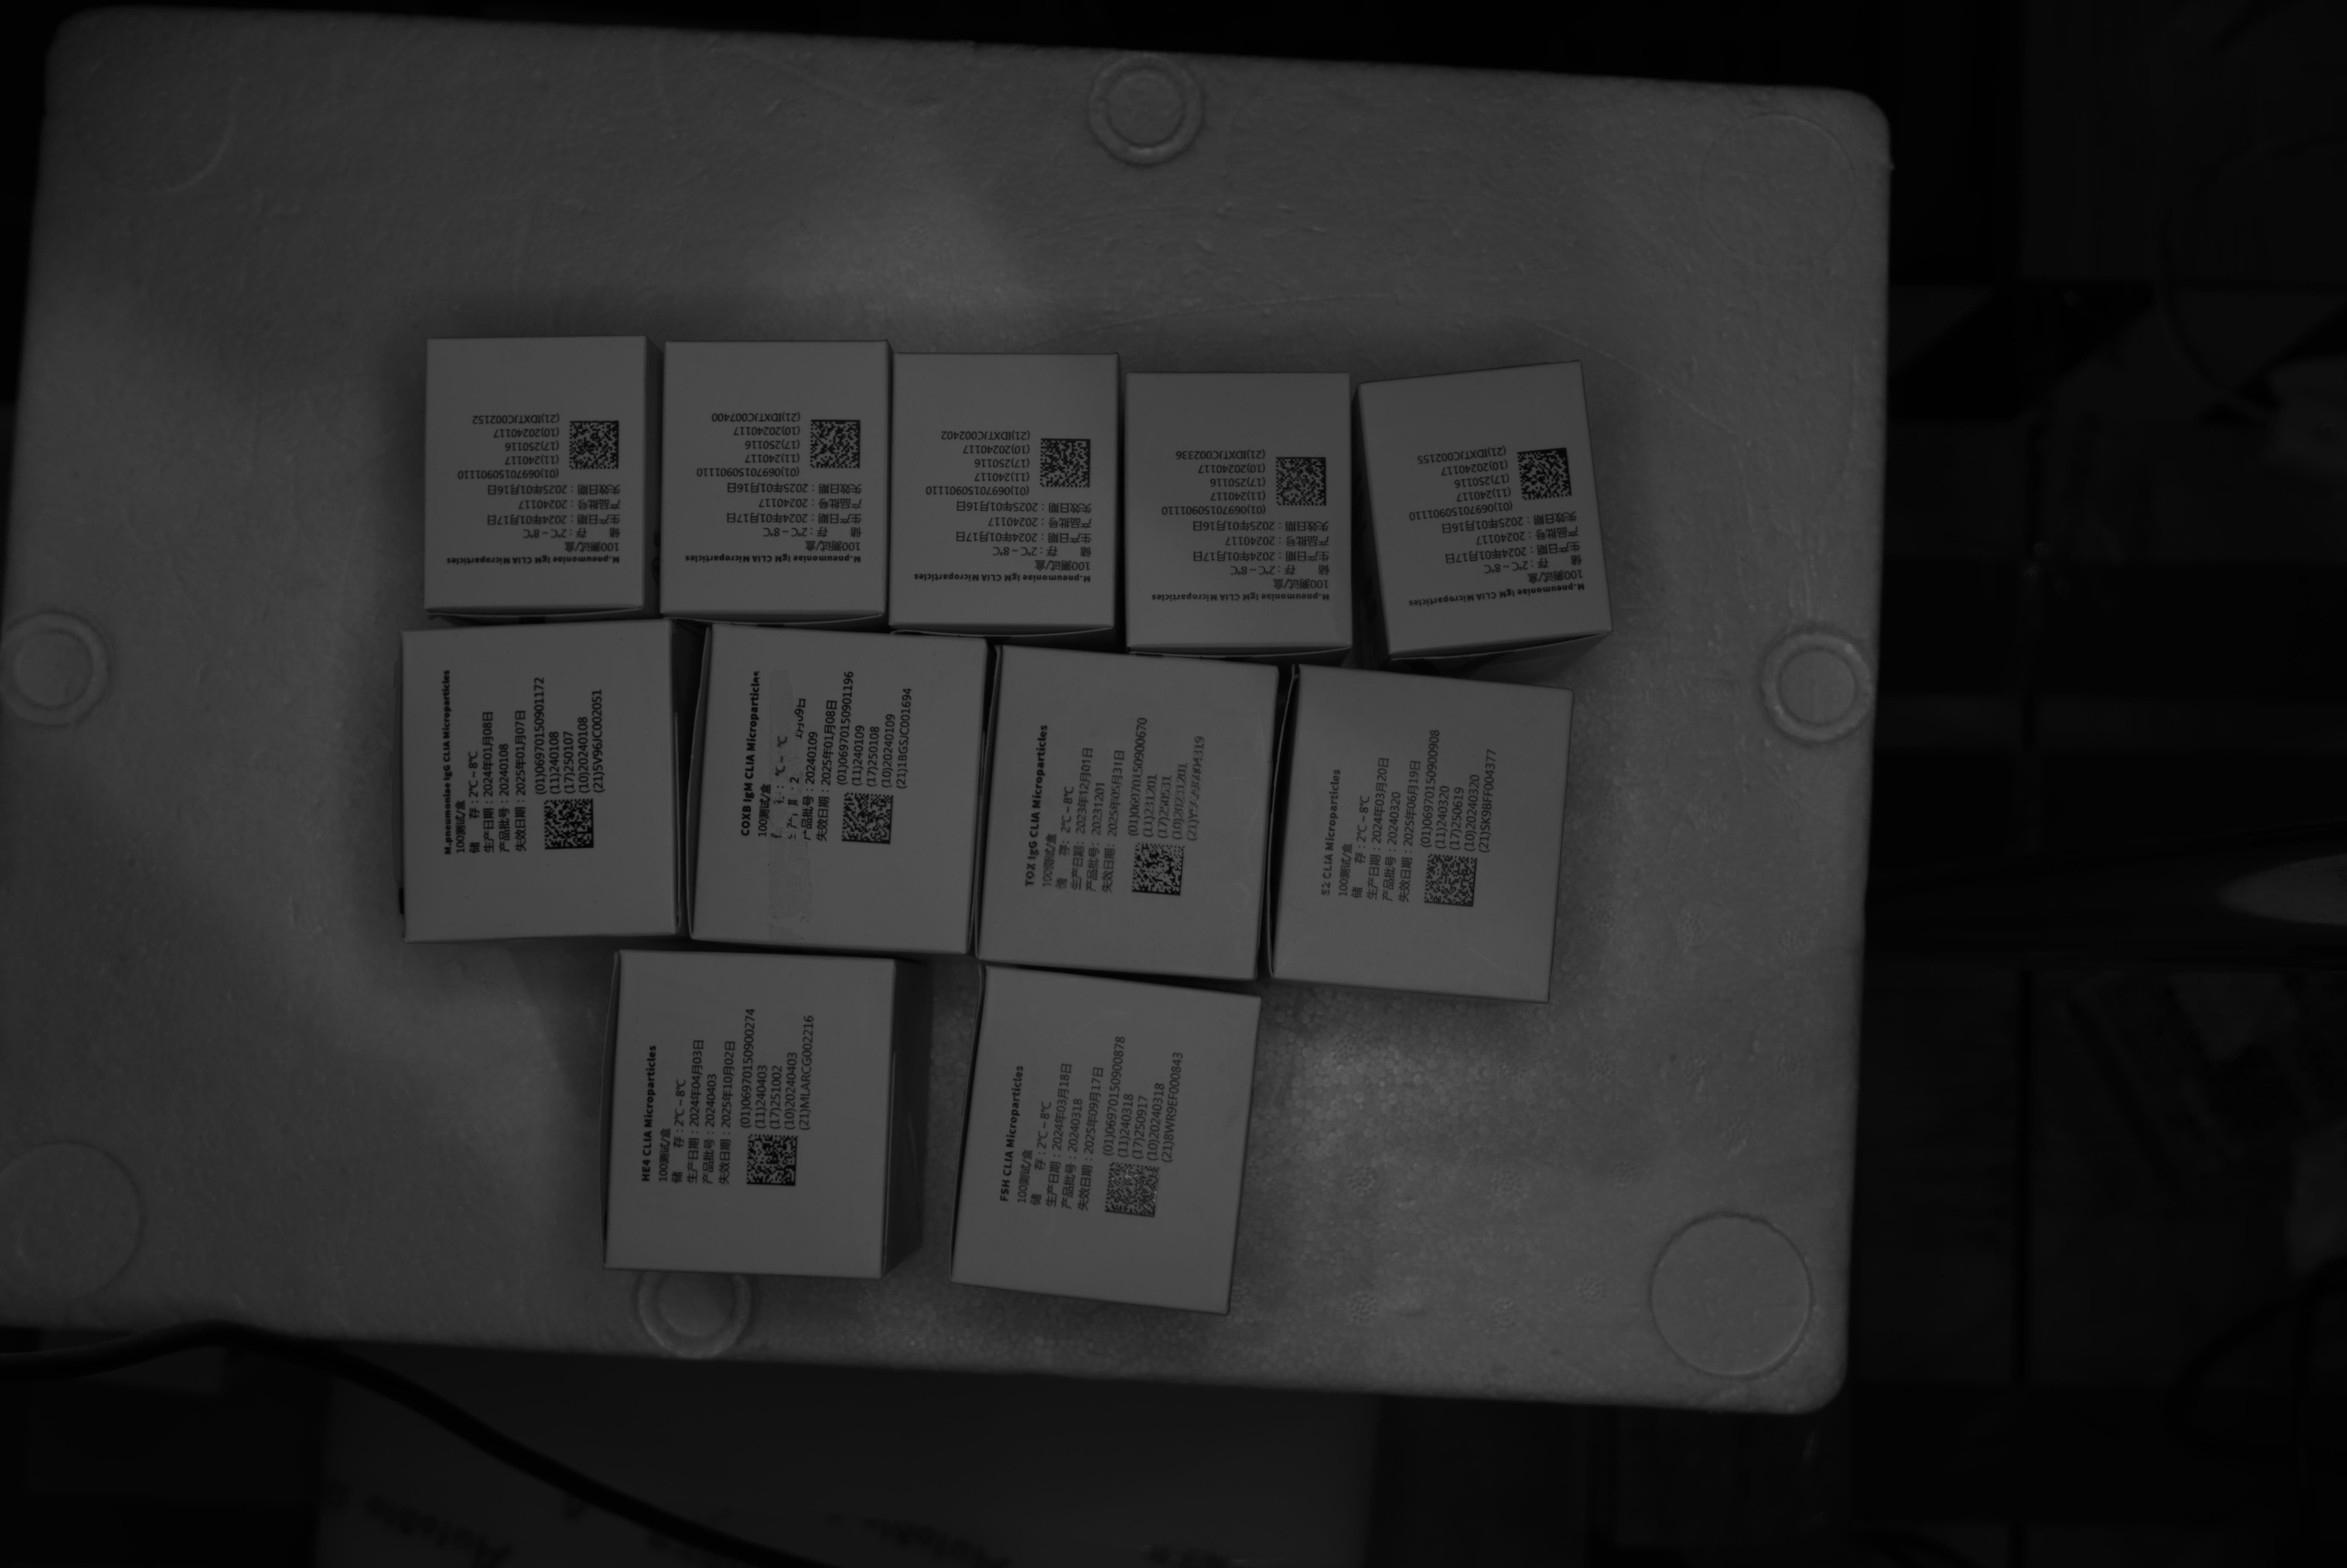 M.pneumoniae IgM CLIA Microparticles
100测试/盒
储 存：2℃~8℃
生产日期：2024年01月17日
产品批号：20240117
失效日期：2025年01月16日
(01)06970150901110
(11)240117
(17)250116
(10)20240117
(21)IDXTJC002152
M.pneumoniae IgM CLIA Microparticles
100测试/盒
储 存：2℃~8℃
生产日期：2024年01月17日
产品批号：20240117
失效日期：2025年01月16日
(01)06970150901110
(11)240117
(17)250116
(10)20240117
(21)IDXTJC007400
M.pneumoniae IgM CLIA Microparticles
100测试/盒
储 存：2℃~8℃
生产日期：2024年01月17日
产品批号：20240117
失效日期：2025年01月16日
(01)06970150901110
(11)240117
(17)250116
(10)20240117
(21)IDXTJC002402
M.pneumoniae IgM CLIA Microparticles
100测试/盒
储 存：2℃~8℃
生产日期：2024年01月17日
产品批号：20240117
失效日期：2025年01月16日
(01)06970150901110
(11)240117
(17)250116
(10)20240117
(21)IDXTJC002336
M.pneumoniae IgM CLIA Microparticles
100测试/盒
储 存：2℃~8℃
生产日期：2024年01月17日
产品批号：20240117
失效日期：2025年01月16日
(01)06970150901110
(11)240117
(17)250116
(10)20240117
(21)IDXTJC002155
M.pneumoniae IgG CLIA Microparticles
100测试/盒
储 存：2℃~8℃
生产日期：2024年01月08日
产品批号：20240108
失效日期：2025年01月07日
(01)06970150901172
(11)240108
(17)250107
(10)20240108
(21)5V96JC002051
COXB IgM CLIA Microparticles
100测试/盒
产品批号：20240109
失效日期：2025年01月08日
(01)06970150901196
(11)240109
(17)250108
(10)20240109
(21)1BGSJC001694
TOX IgG CLIA Microparticles
100测试/盒
储 存：2℃~8℃
生产日期：2023年12月01日
产品批号：20231201
失效日期：2025年05月31日
(01)06970150900670
(11)231201
(17)250531
(10)20231201
E2 CLIA Microparticles
100测试/盒
储 存：2℃~8℃
生产日期：2024年03月20日
产品批号：20240320
失效日期：2025年06月19日
(01)06970150900908
(11)240320
(17)250619
(10)20240320
(21)SK9BFF004377
HE4 CLIA Microparticles
100测试/盒
储 存：2℃~8℃
生产日期：2024年04月03日
产品批号：20240403
失效日期：2025年10月02日
(01)06970150900274
(11)240403
(17)251002
(10)20240403
(21)MLARCG002216
FSH CLIA Microparticles
100测试/盒
储 存：2℃~8℃
生产日期：2024年03月18日
产品批号：20240318
失效日期：2025年09月17日
(01)06970150900878
(11)240318
(17)250917
(10)20240318
(21)8WR9EF000843